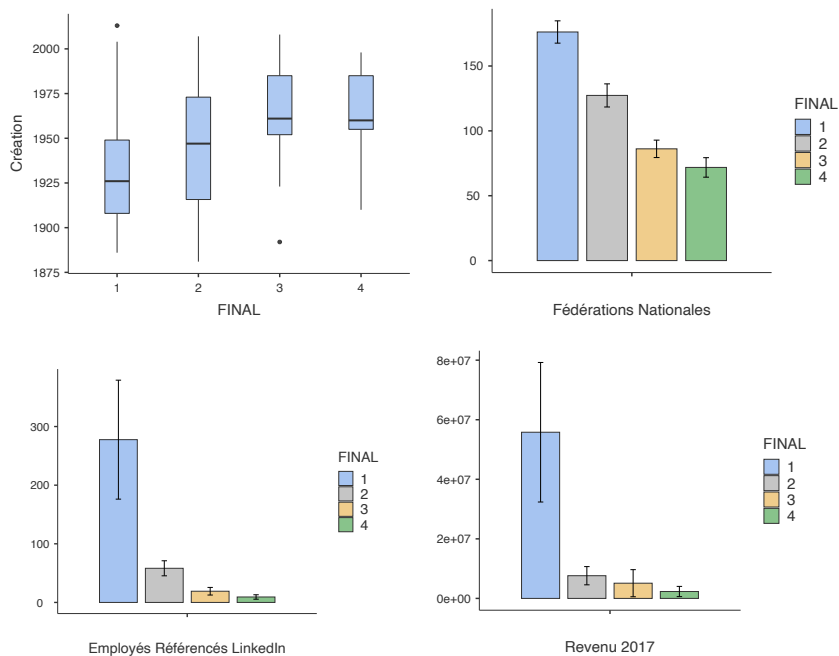 2000
1975
1950
1925
1900
1875
Création
1 2 3 4
FINAL
150
100
50
0
FINAL
1
2
3
4
Fédérations Nationales
300
200
100
0
FINAL
1
2
3
4
Employés Référencés LinkedIn
8e+07
6e+07
4e+07
2e+07
0e+00
FINAL
1
2
3
4
Revenu 2017